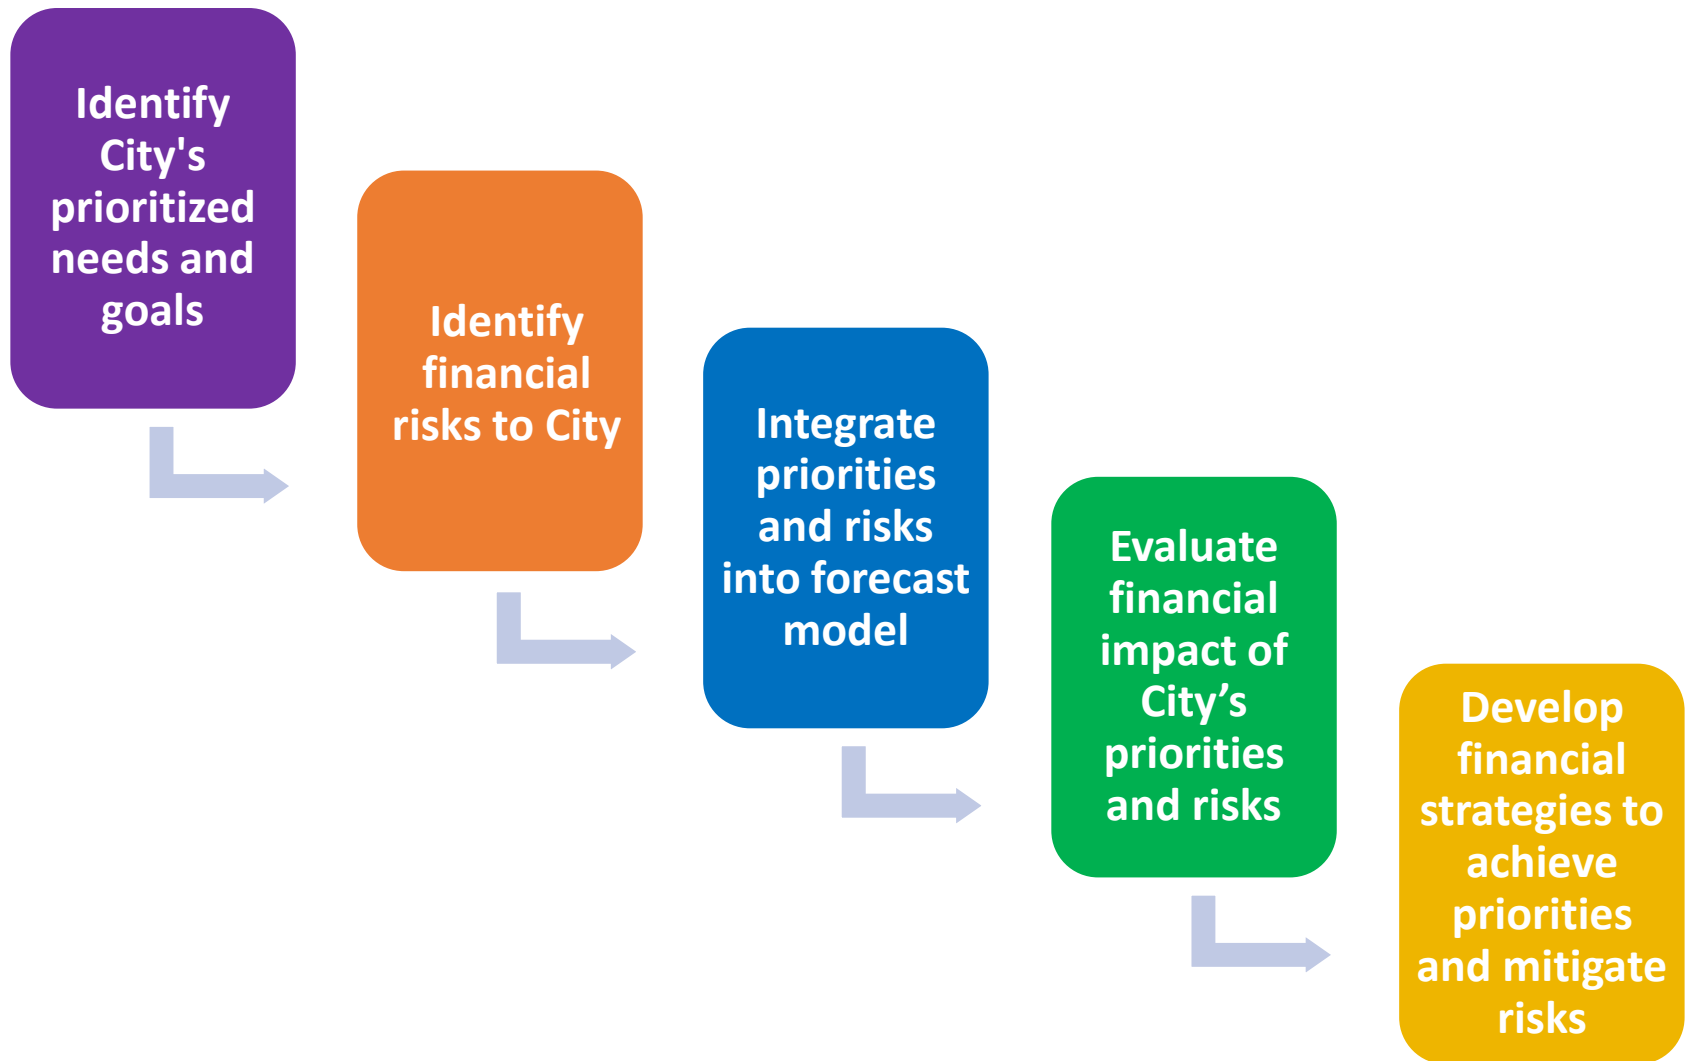 Identify
City's
prioritized
needs and
goals
Identify
financial
risks to City
Integrate
priorities
and risks
into forecast
model
Evaluate
financial
impact of
City’s
priorities
and risks
Develop
financial
strategies to
achieve
priorities
and mitigate
risks